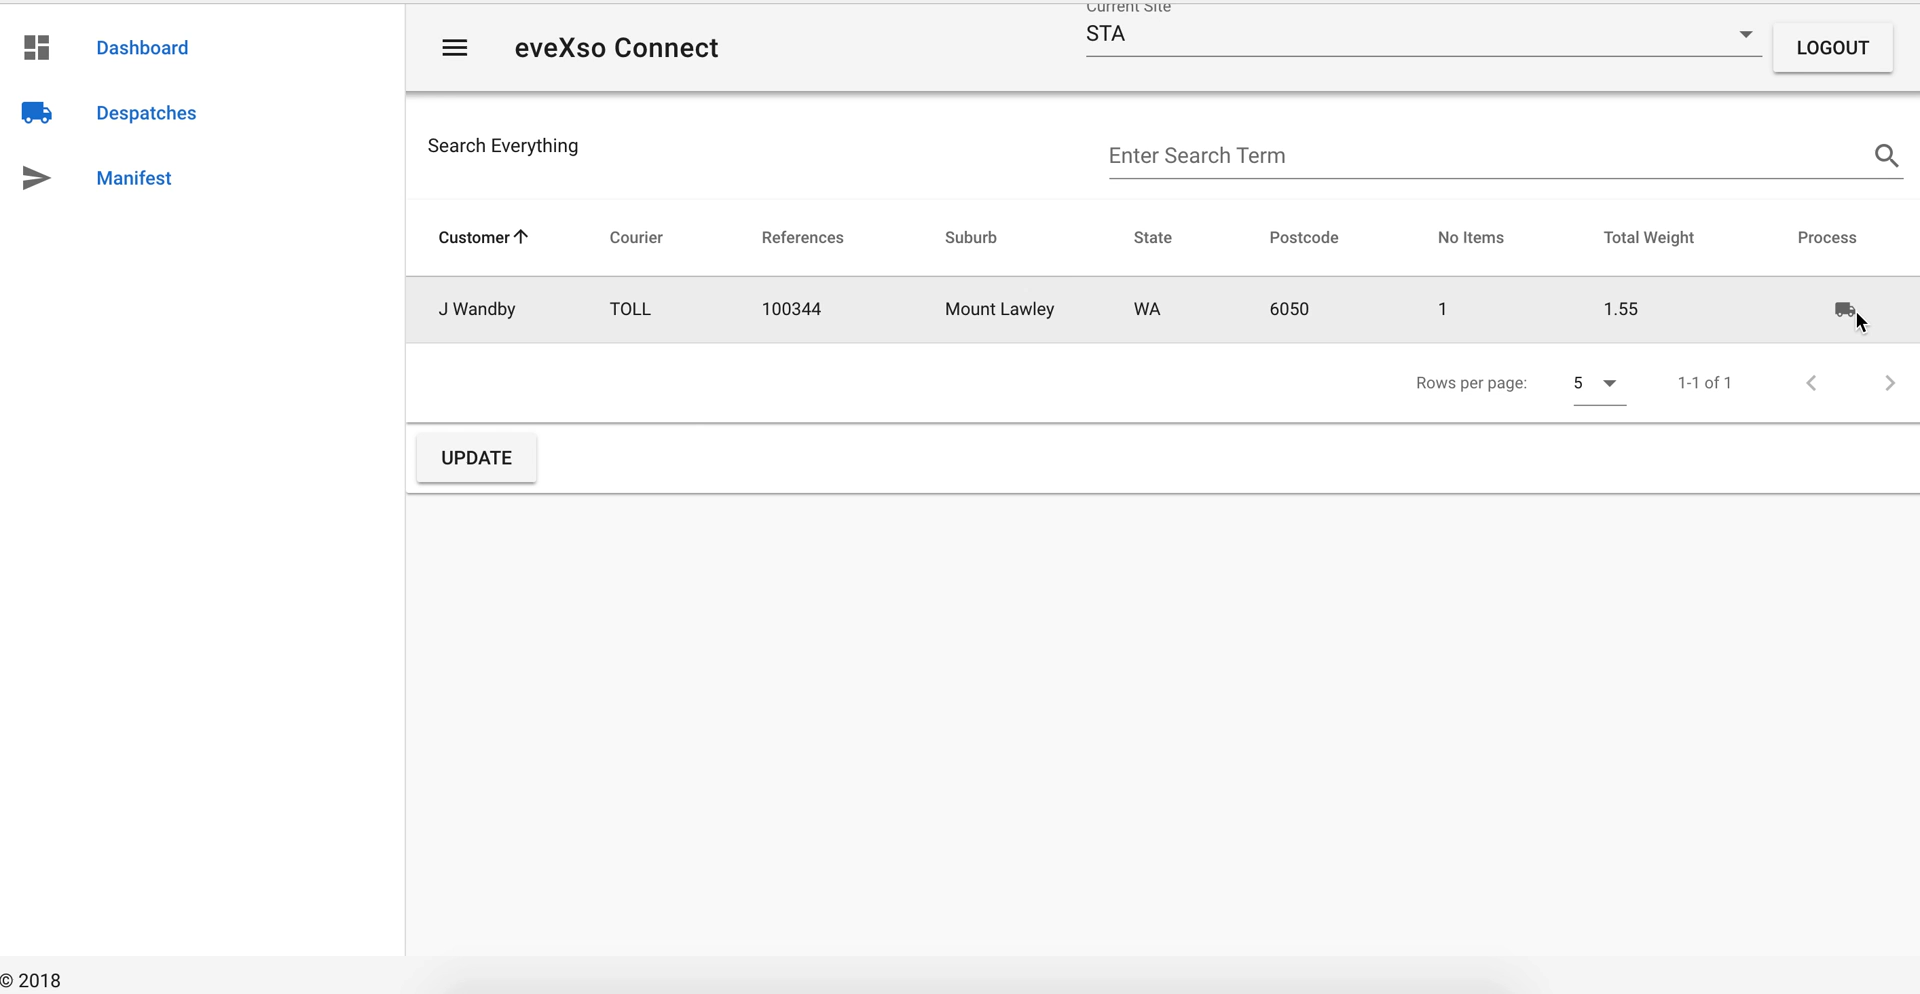 Dashboard
Despatches
Manifest
eveXso Connect
Current Site
STA
LOGOUT
Search Everything
Enter Search Term
Customer Courier References Suburb State Postcode No Items Total Weight Process
J Wandby TOLL 100344 Mount Lawley WA 6050 1 1.55
Rows per page: 5 1-1 of 1
UPDATE
© 2018